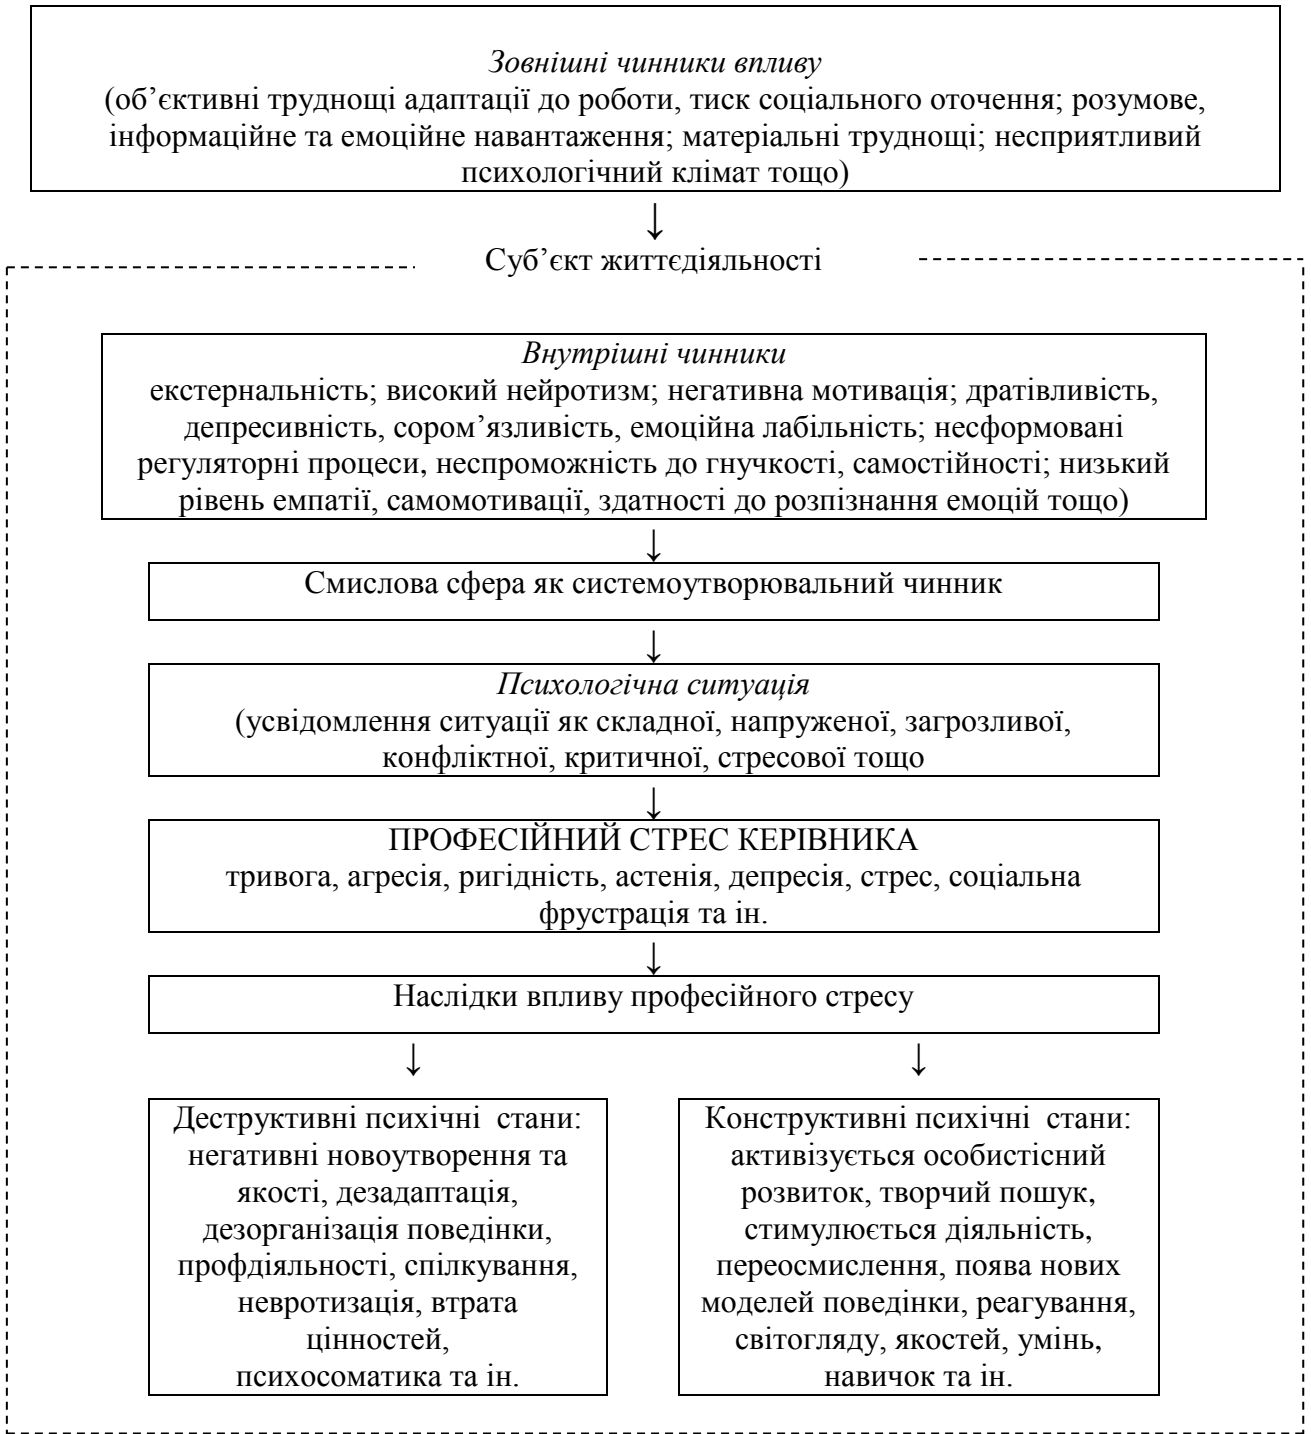 Зовнішні чинники впливу
(об’єктивні труднощі адаптації до роботи, тиск соціального оточення; розумове,
інформаційне та емоційне навантаження; матеріальні труднощі; несприятливий
психологічний клімат тощо)
↓
Суб’єкт життєдіяльності
Внутрішні чинники
екстернальність; високий нейротизм; негативна мотивація; дратівливість,
депресивність, сором’язливість, емоційна лабільність; несформовані
регуляторні процеси, неспроможність до гнучкості, самостійності; низький
рівень емпатії, самомотивації, здатності до розпізнання емоцій тощо)
↓
Смислова сфера як системоутворювальний чинник
↓
Психологічна ситуація
(усвідомлення ситуації як складної, напруженої, загрозливої,
конфліктної, критичної, стресової тощо
↓
ПРОФЕСІЙНИЙ СТРЕС КЕРІВНИКА
тривога, агресія, ригідність, астенія, депресія, стрес, соціальна
фрустрація та ін.
↓
Наслідки впливу професійного стресу
↓ ↓
Деструктивні психічні стани:
негативні новоутворення та
якості, дезадаптація,
дезорганізація поведінки,
профдіяльності, спілкування,
невротизація, втрата
цінностей,
психосоматика та ін.
Конструктивні психічні стани:
активізується особистісний
розвиток, творчий пошук,
стимулюється діяльність,
переосмислення, поява нових
моделей поведінки, реагування,
світогляду, якостей, умінь,
навичок та ін.